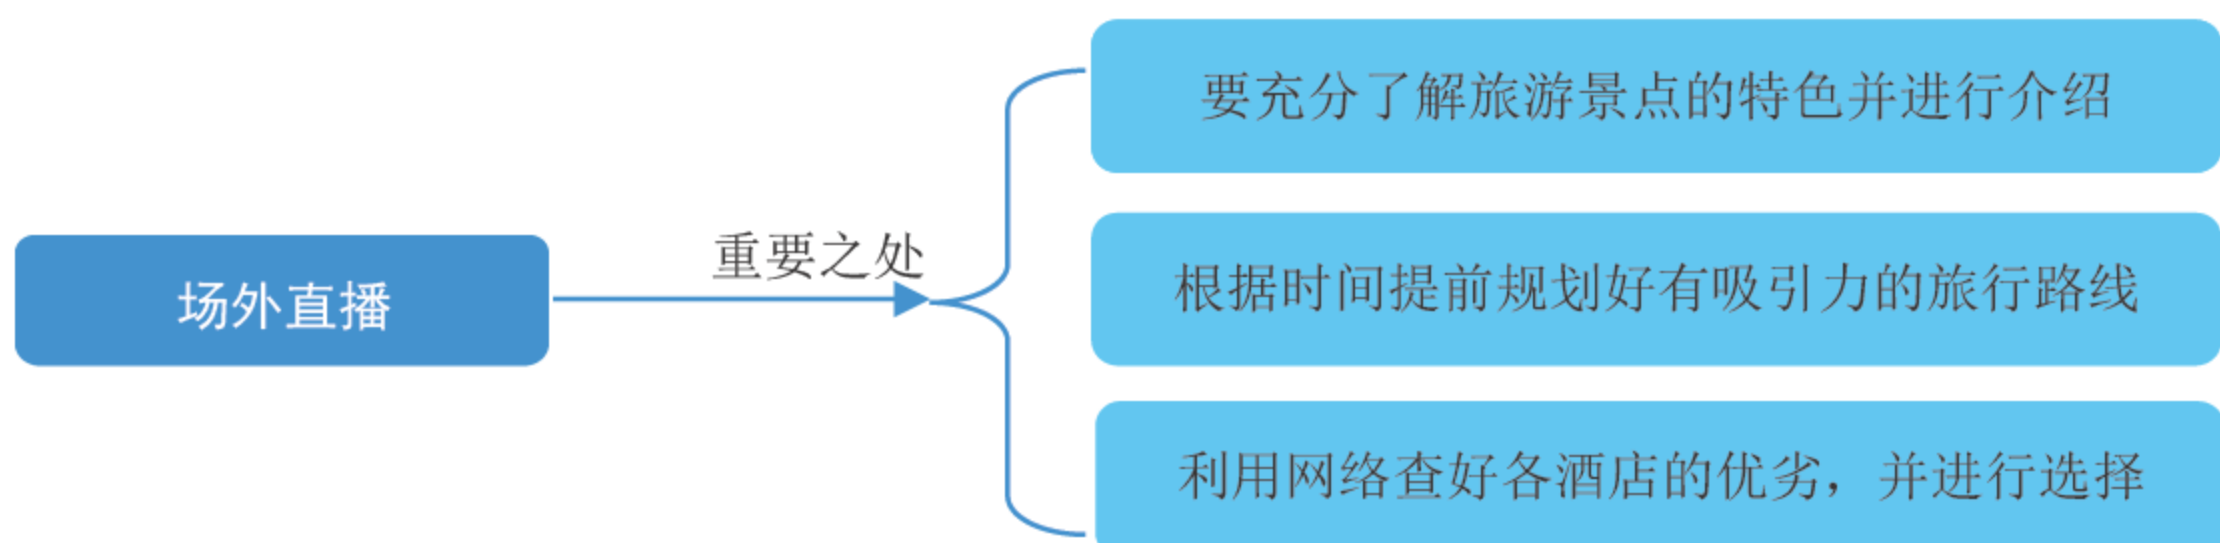 场外直播
重要之处
要充分了解旅游景点的特色并进行介绍
根据时间提前规划好有吸引力的旅行路线
利用网络查好各酒店的优劣，并进行选择